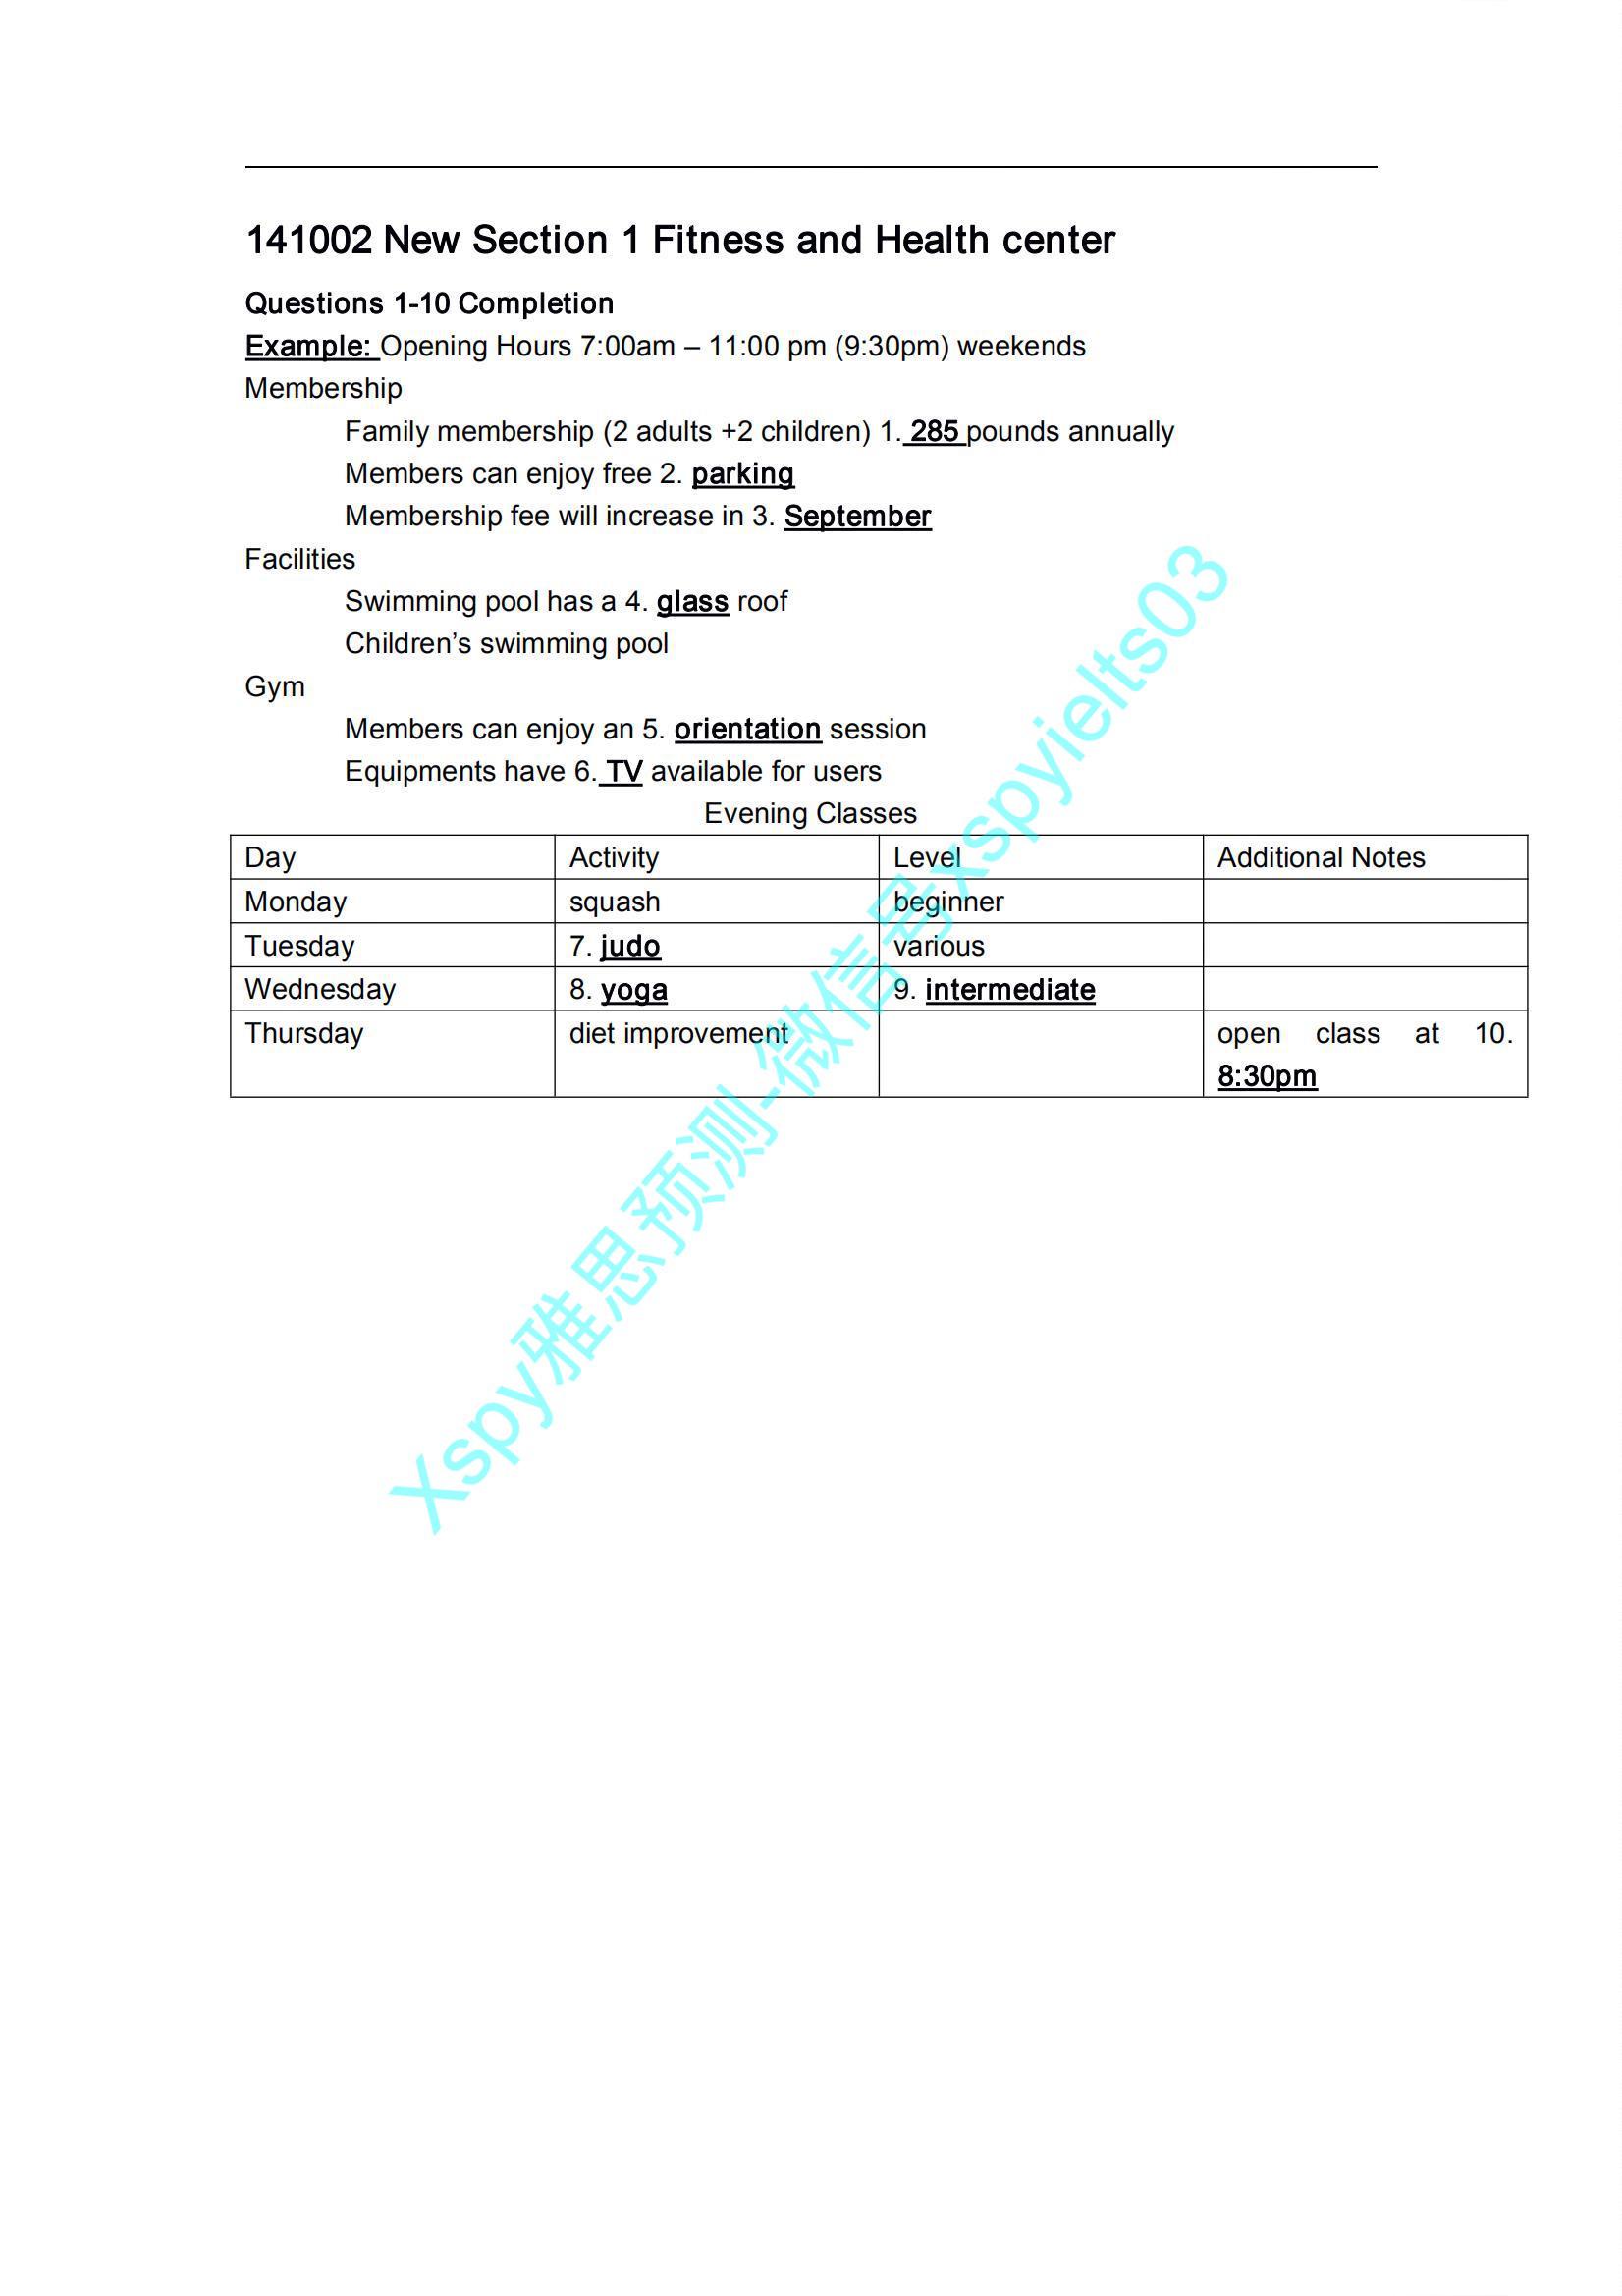 141002 New Section 1 Fitness and Health center
Questions 1-10 Completion
Example: Opening Hours 7:00am – 11:00 pm (9:30pm) weekends
Membership
Family membership (2 adults +2 children) 1. 285 pounds annually
Members can enjoy free 2. parking
Membership fee will increase in 3. September
Facilities
Swimming pool has a 4. glass roof
Children’s swimming pool
Gym
Members can enjoy an 5. orientation session
Equipments have 6. TV available for users
Evening Classes
Day Activity Level Additional Notes
Monday squash beginner
Tuesday 7. judo various
Wednesday 8. yoga 9. intermediate
Thursday diet improvement open class at 10.
8:30pm
Xspy雅思预测-微信号xspyielts03